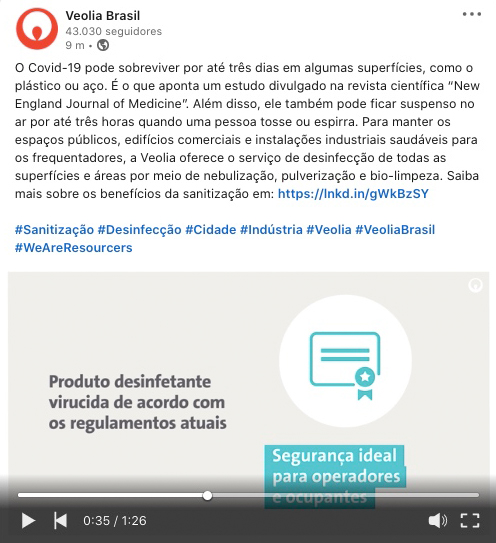 Veolia Brasil
43.030 seguidores
9 m •
O Covid-19 pode sobreviver por até três dias em algumas superfícies, como o
plástico ou aço. É o que aponta um estudo divulgado na revista científica “New
England Journal of Medicine”. Além disso, ele também pode ficar suspenso no
ar por até três horas quando uma pessoa tosse ou espirra. Para manter os
espaços públicos, edifícios comerciais e instalações industriais saudáveis para
os frequentadores, a Veolia oferece o serviço de desinfecção de todas as
superfícies e áreas por meio de nebulização, pulverização e bio-limpeza. Saiba
mais sobre os benefícios da sanitização em: https://lnkd.in/gWkBzSY
#Sanitização #Desinfecção #Cidade #Indústria #Veolia #VeoliaBrasil
#WeAreResourcers
Produto desinfetante
virucida de acordo com
os regulamentos atuais
Segurança ideal
para operadores
e ocupantes
0:35 / 1:26